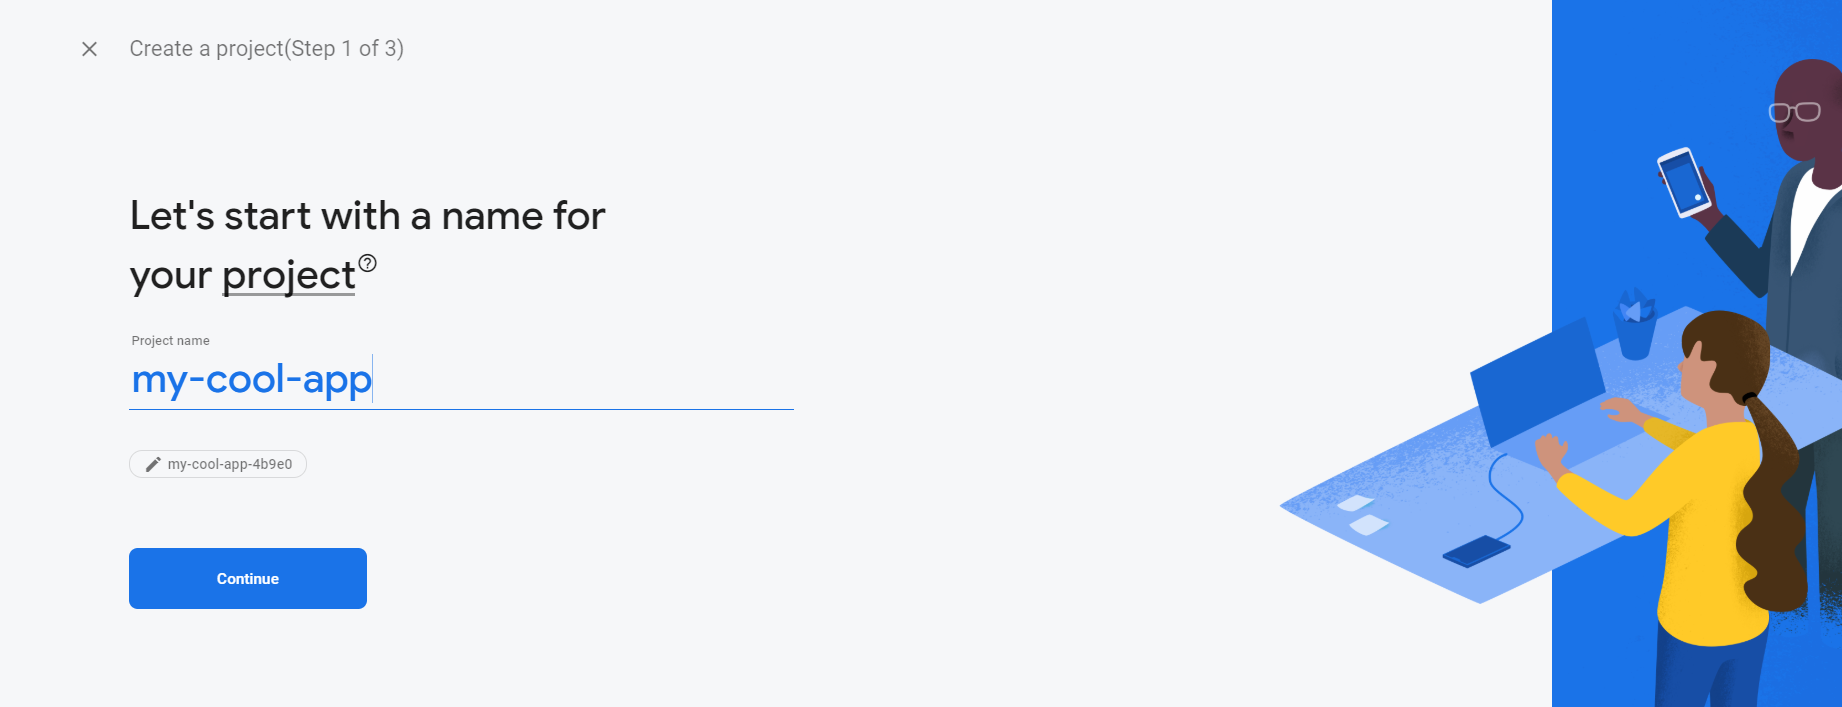 Create a project(Step 1 of 3)
Let's start with a name for
your project
Project name
my-cool-app
my-cool-app-4b9e0
Continue